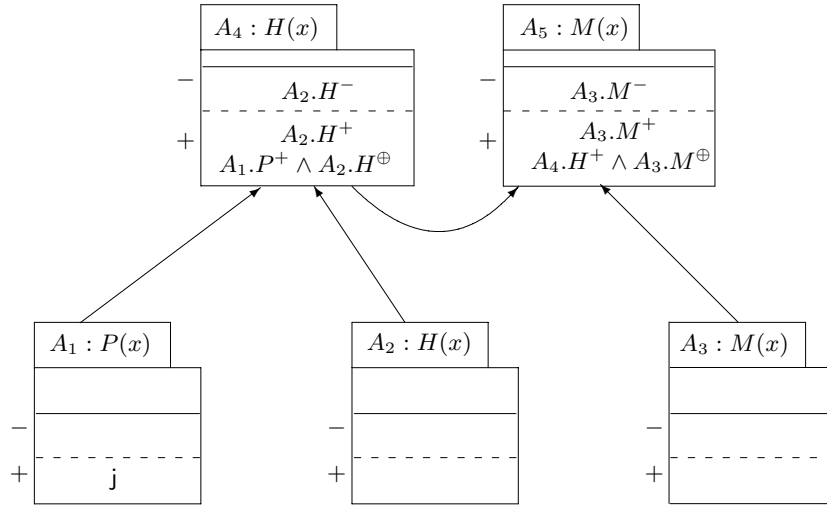 A₄ : H(x)
A₅ : M(x)
− A₂.H⁻
− A₃.M⁻
+ A₂.H⁺
A₁.P⁺ ∧ A₂.H^⊕
+ A₃.M⁺
A₄.H⁺ ∧ A₃.M^⊕
A₁ : P(x)
A₂ : H(x)
A₃ : M(x)
−
−
−
+ j
+
+